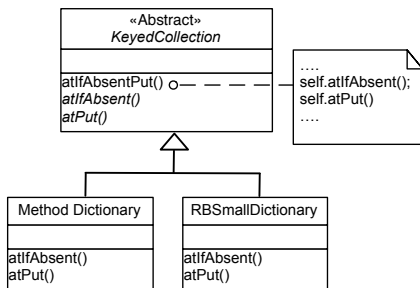 «Abstract»
KeyedCollection
atIfAbsentPut()
atIfAbsent()
atPut()
....
self.atIfAbsent();
self.atPut()
....
Method Dictionary
atIfAbsent()
atPut()
RBSmallDictionary
atIfAbsent()
atPut()